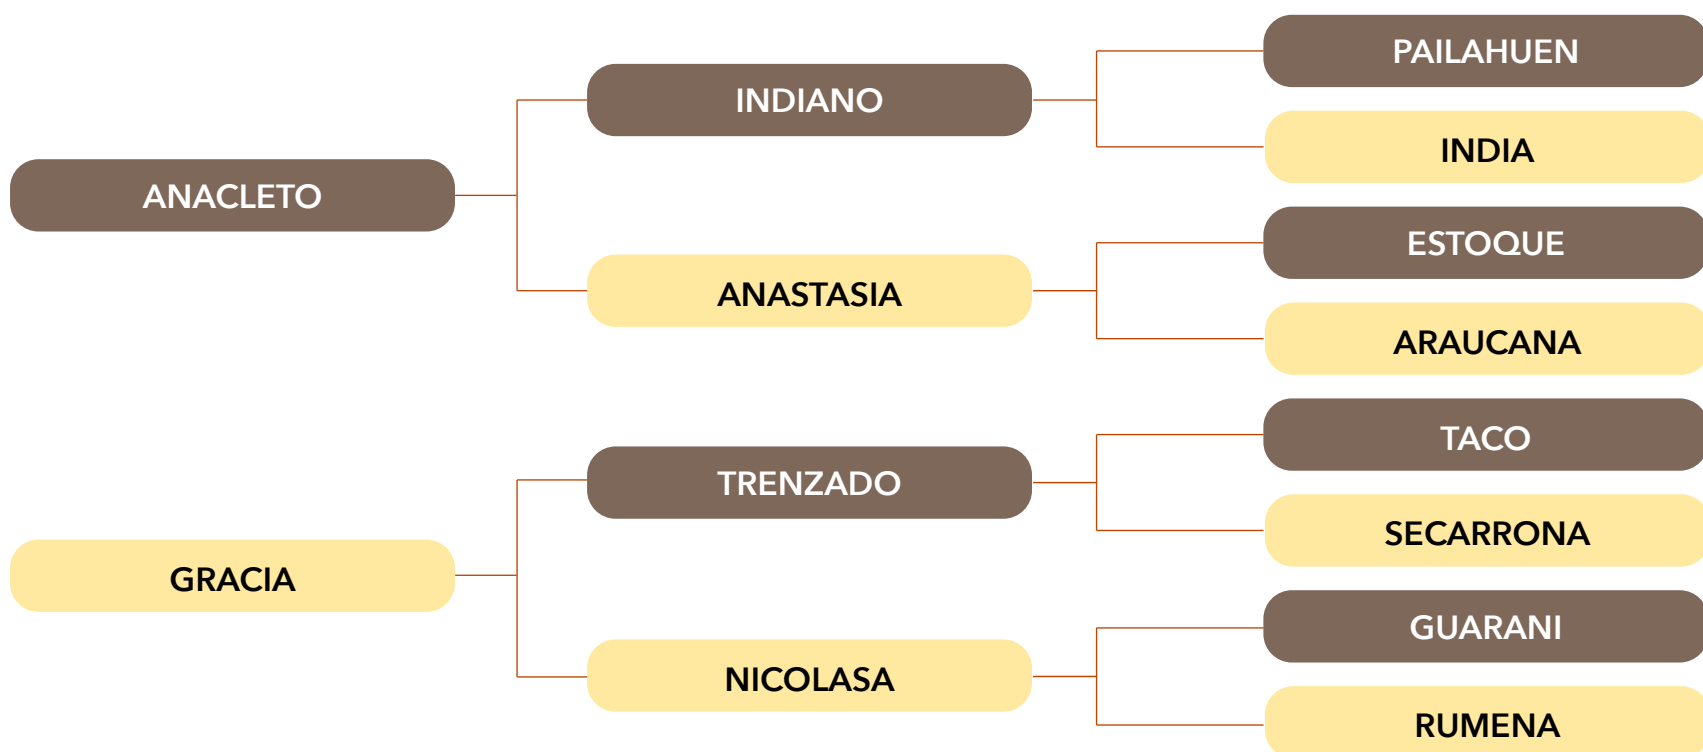 PAILAHUEN
INDIANO
INDIA
ANACLETO
ESTOQUE
ANASTASIA
ARAUCANA
TACO
TRENZADO
SECARRONA
GRACIA
GUARANI
NICOLASA
RUMENA